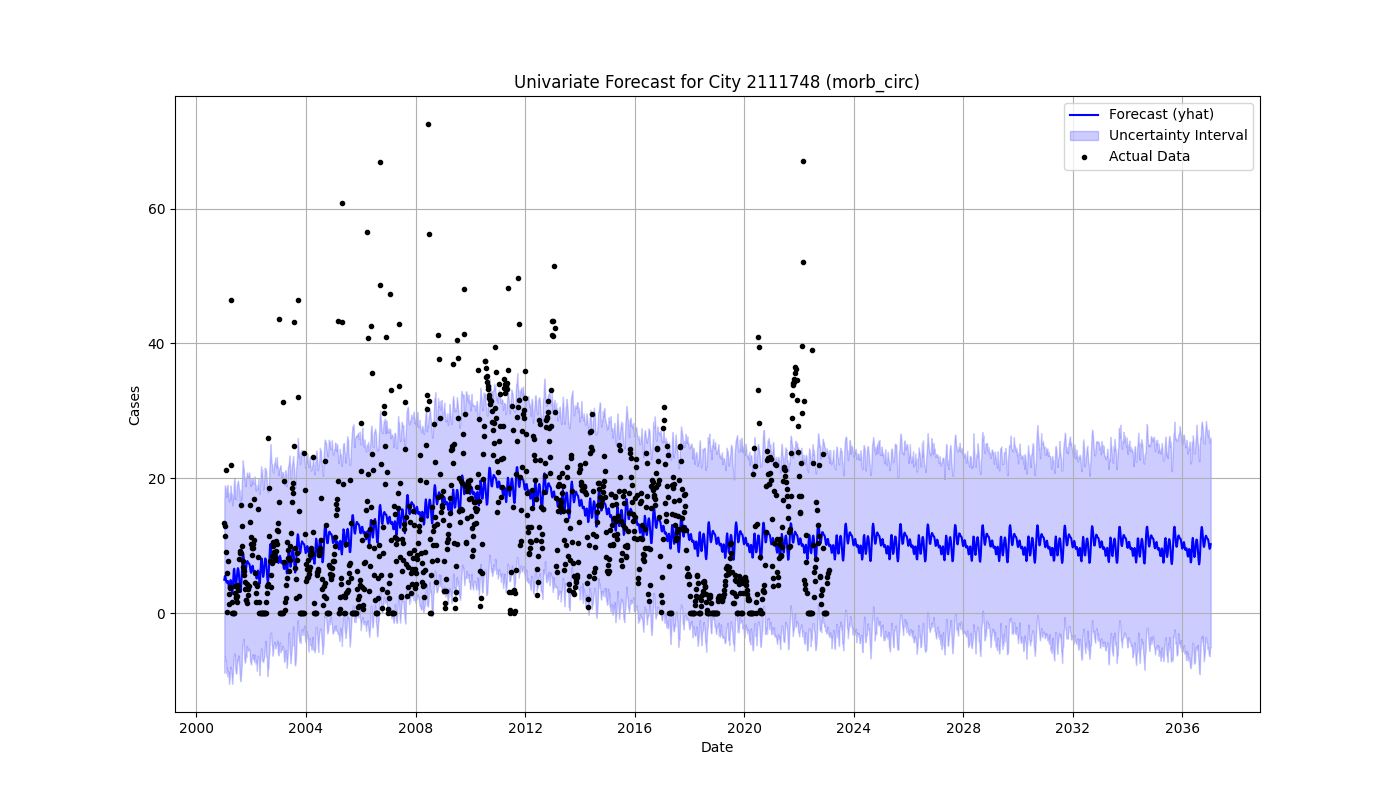 Univariate Forecast for City 2111748 (morb_circ)
Forecast (yhat)
Uncertainty Interval
Actual Data
Cases
60
40
20
0
2000 2004 2008 2012 2016 2020 2024 2028 2032 2036
Date